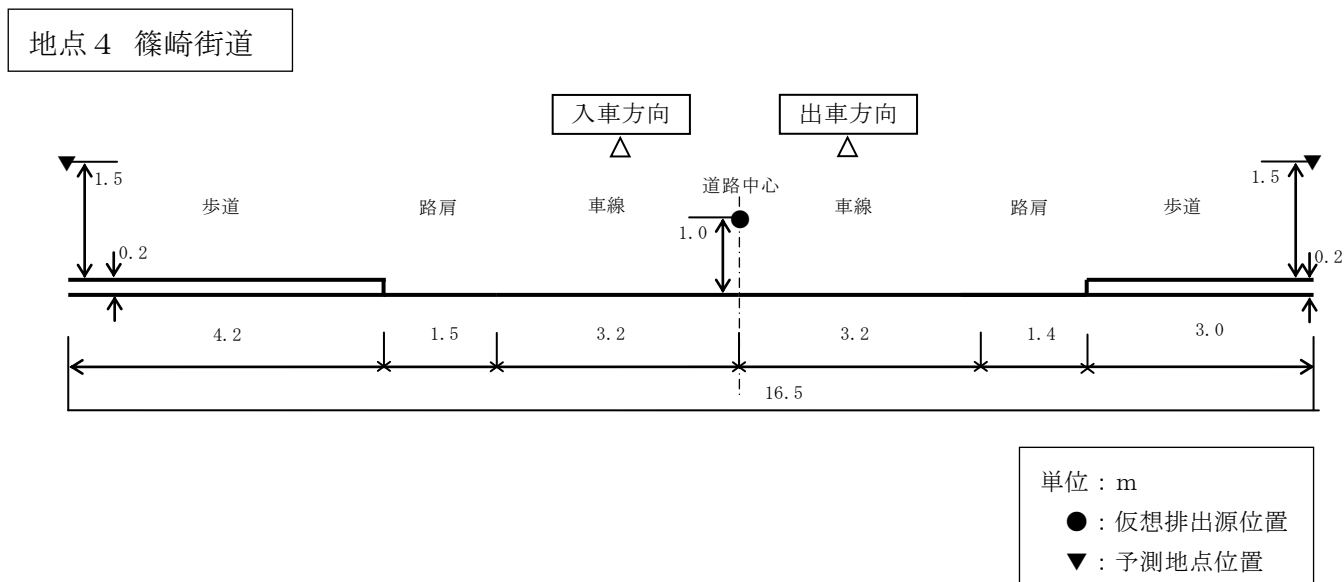 地点4 篠崎街道
入車方向 出車方向
1.5 道路中心 1.5
歩道 路肩 車線 車線 路肩 歩道
1.0
0.2 0.2
4.2 1.5 3.2 3.2 1.4 3.0
16.5
単位：m
●：仮想排出源位置
▼：予測地点位置